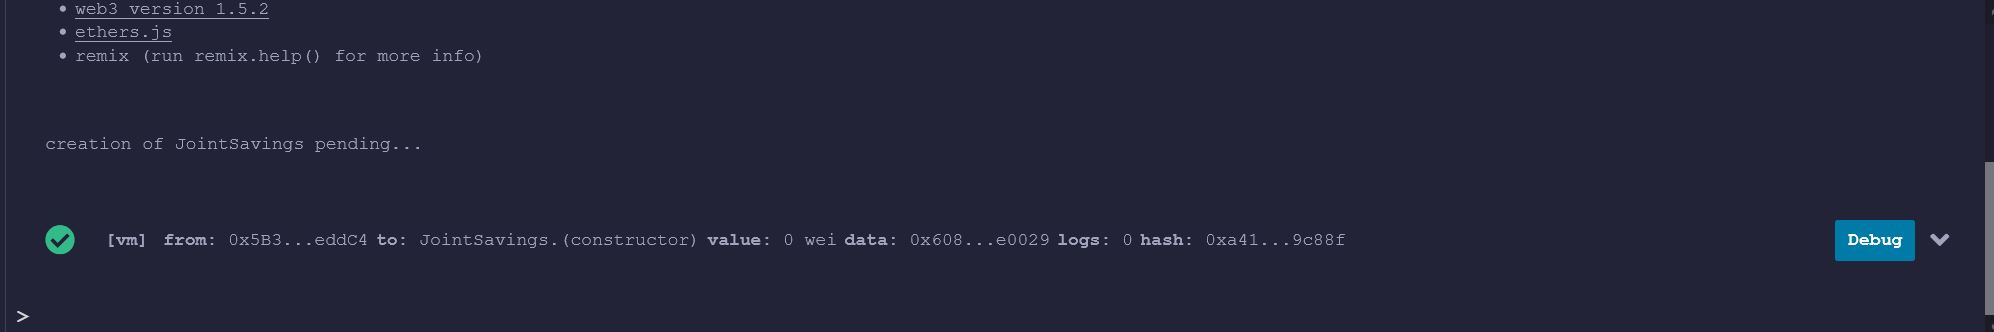 • web3 version 1.5.2
• ethers.js
• remix (run remix.help() for more info)
creation of JointSavings pending...
[vm] from: 0x5B3...eddC4 to: JointSavings.(constructor) value: 0 wei data: 0x608...e0029 logs: 0 hash: 0xa41...9c88f Debug
>